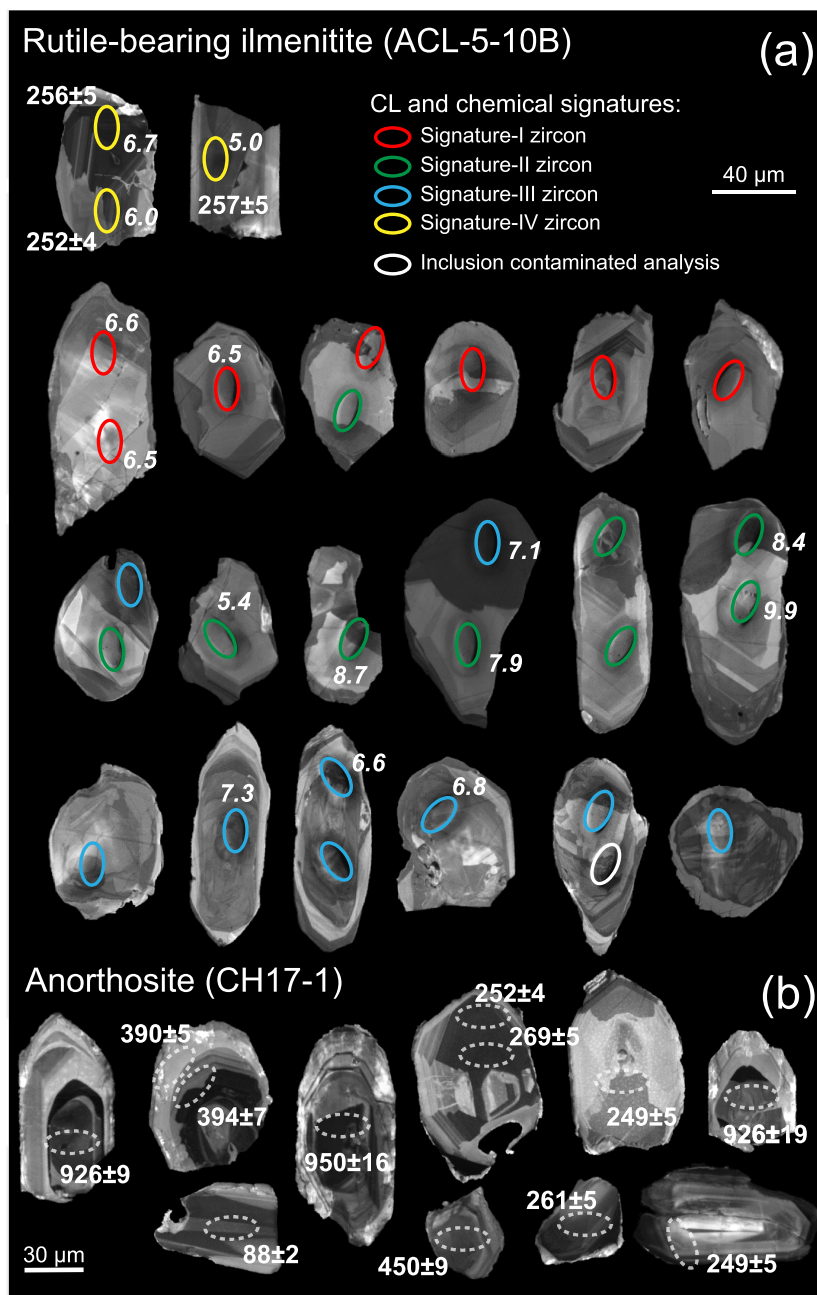 Rutile-bearing ilmenitite (ACL-5-10B)
(a)
256±5
6.7
6.0
252±4
5.0
257±5
CL and chemical signatures:
Signature-I zircon
Signature-II zircon
Signature-III zircon
Signature-IV zircon
Inclusion contaminated analysis
40 µm
6.6
6.5
6.5
7.1
8.4
5.4
9.9
8.7
7.9
6.6
7.3
6.8
Anorthosite (CH17-1)
(b)
252±4
390±5
269±5
394±7
249±5
926±19
926±9
950±16
261±5
88±2
450±9
249±5
30 µm